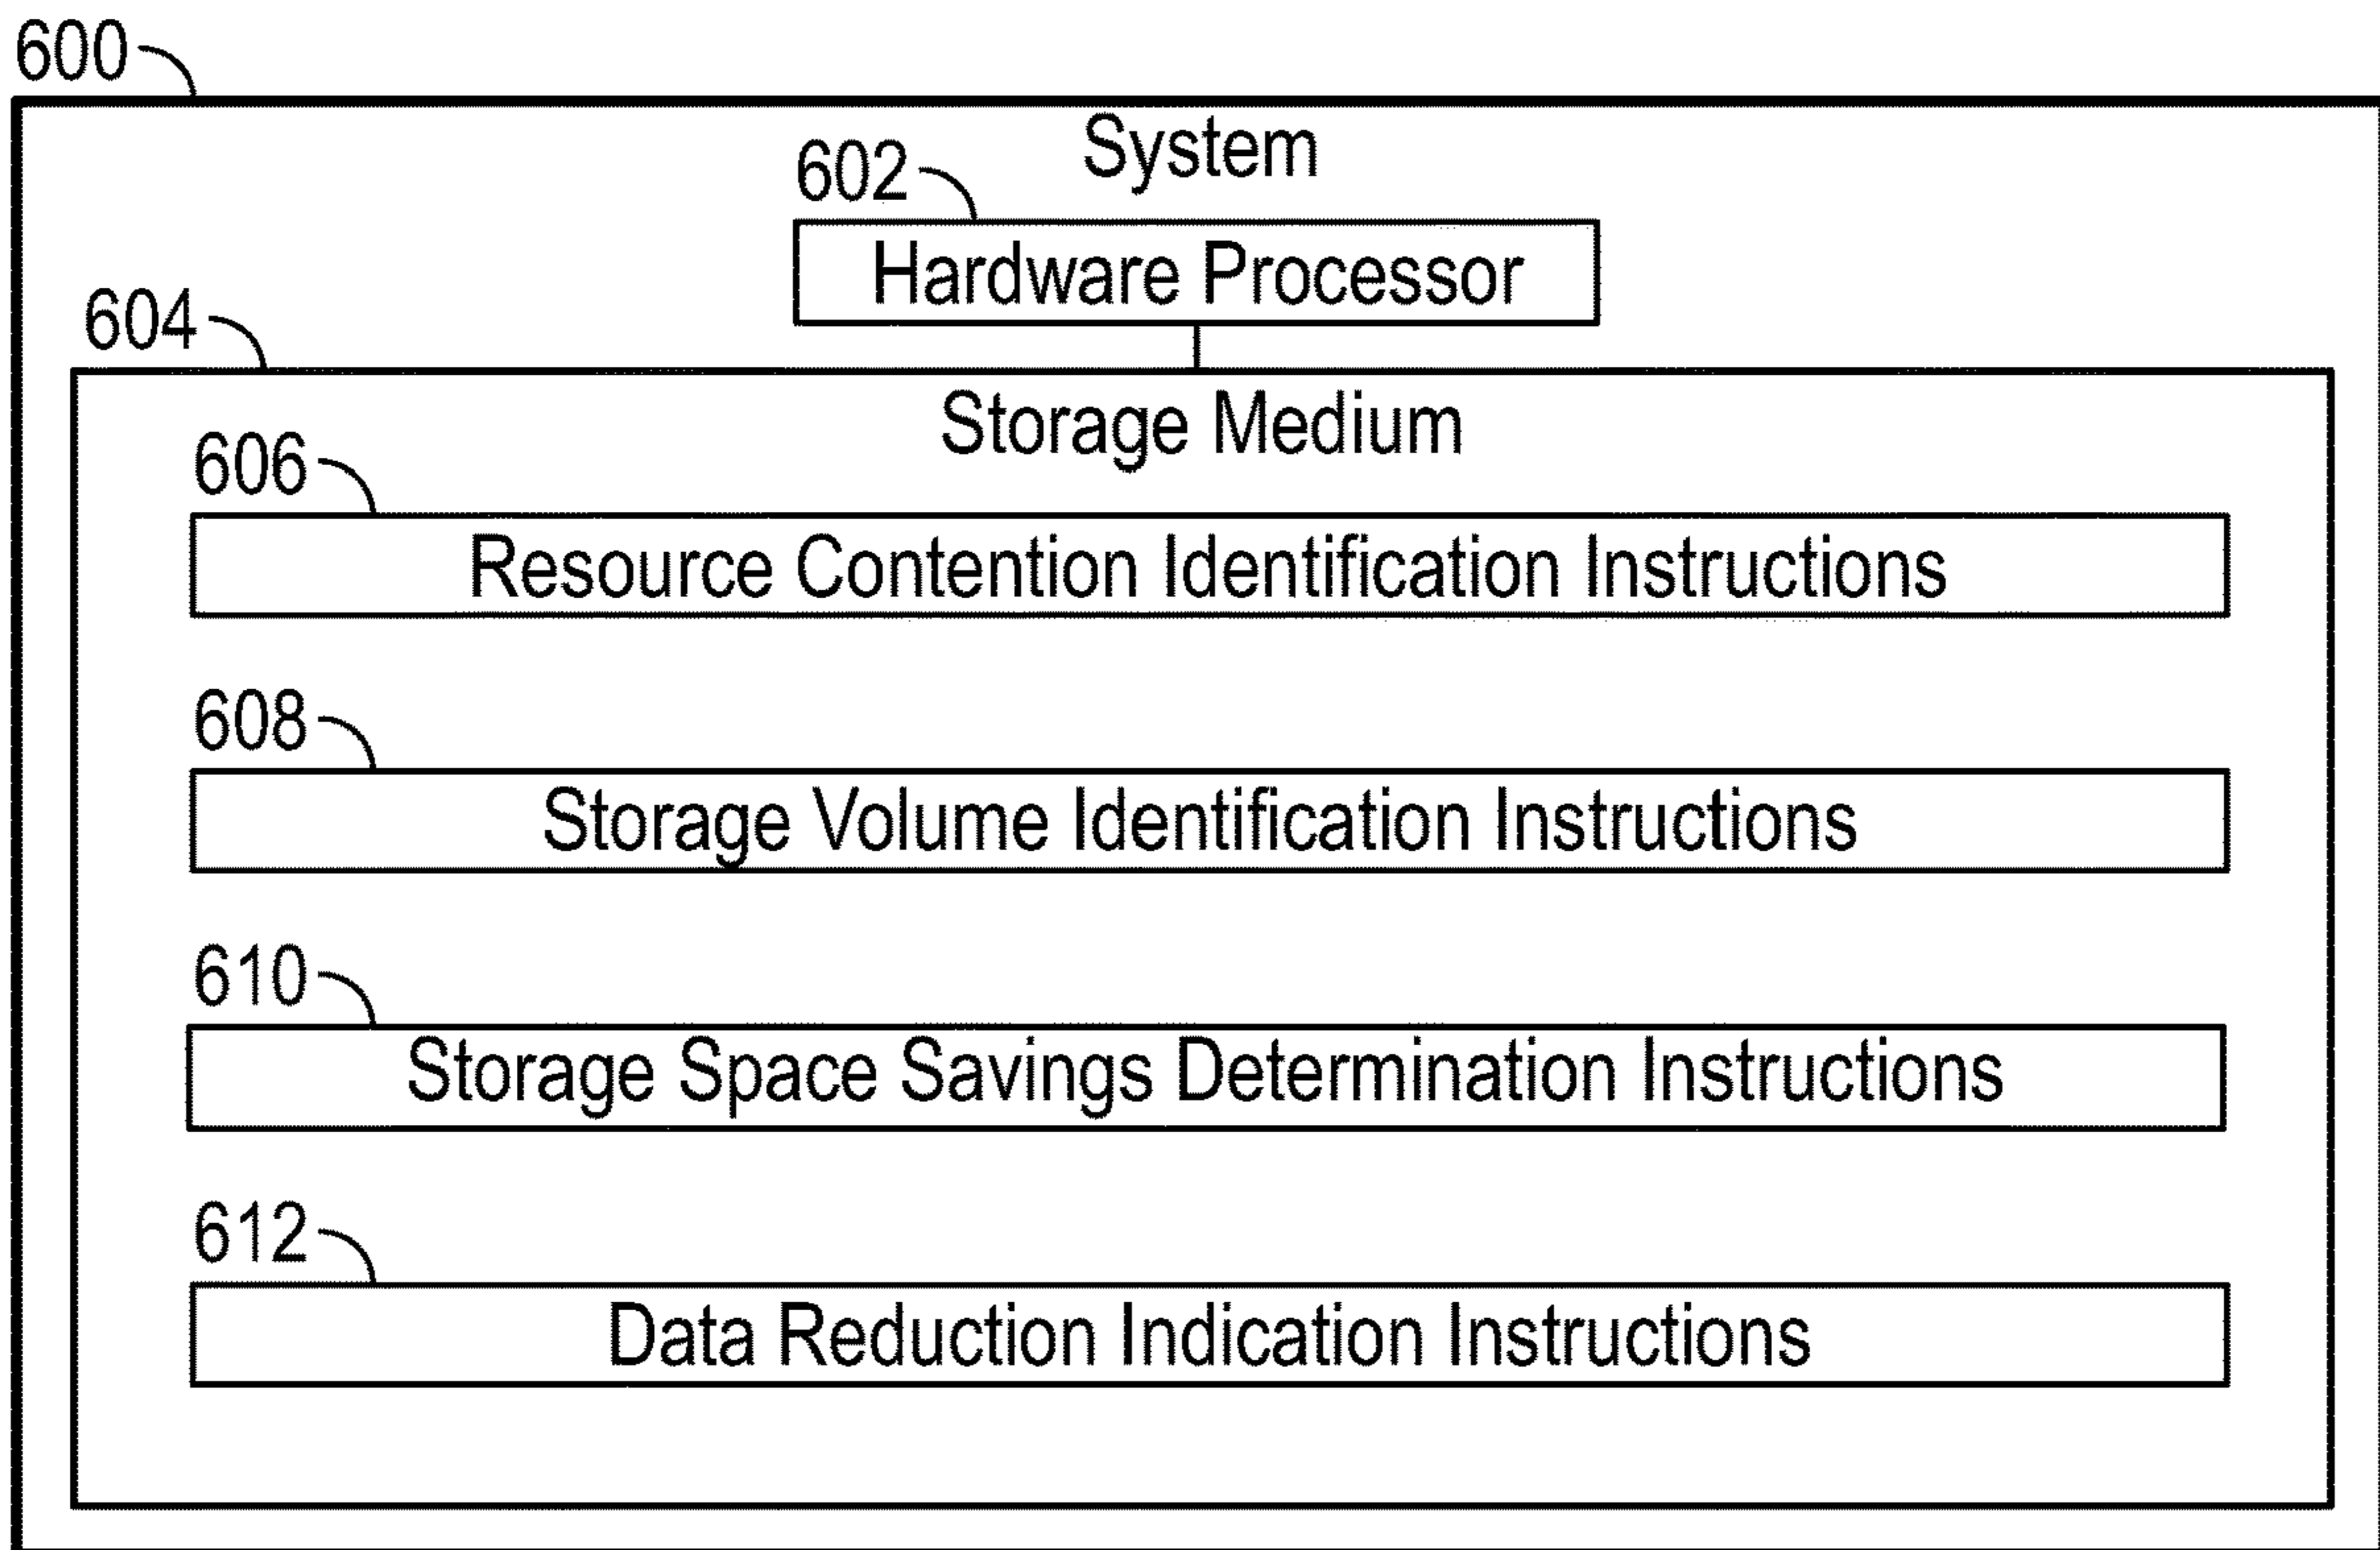 600
System
602
Hardware Processor
604
Storage Medium
606
Resource Contention Identification Instructions
608
Storage Volume Identification Instructions
610
Storage Space Savings Determination Instructions
612
Data Reduction Indication Instructions